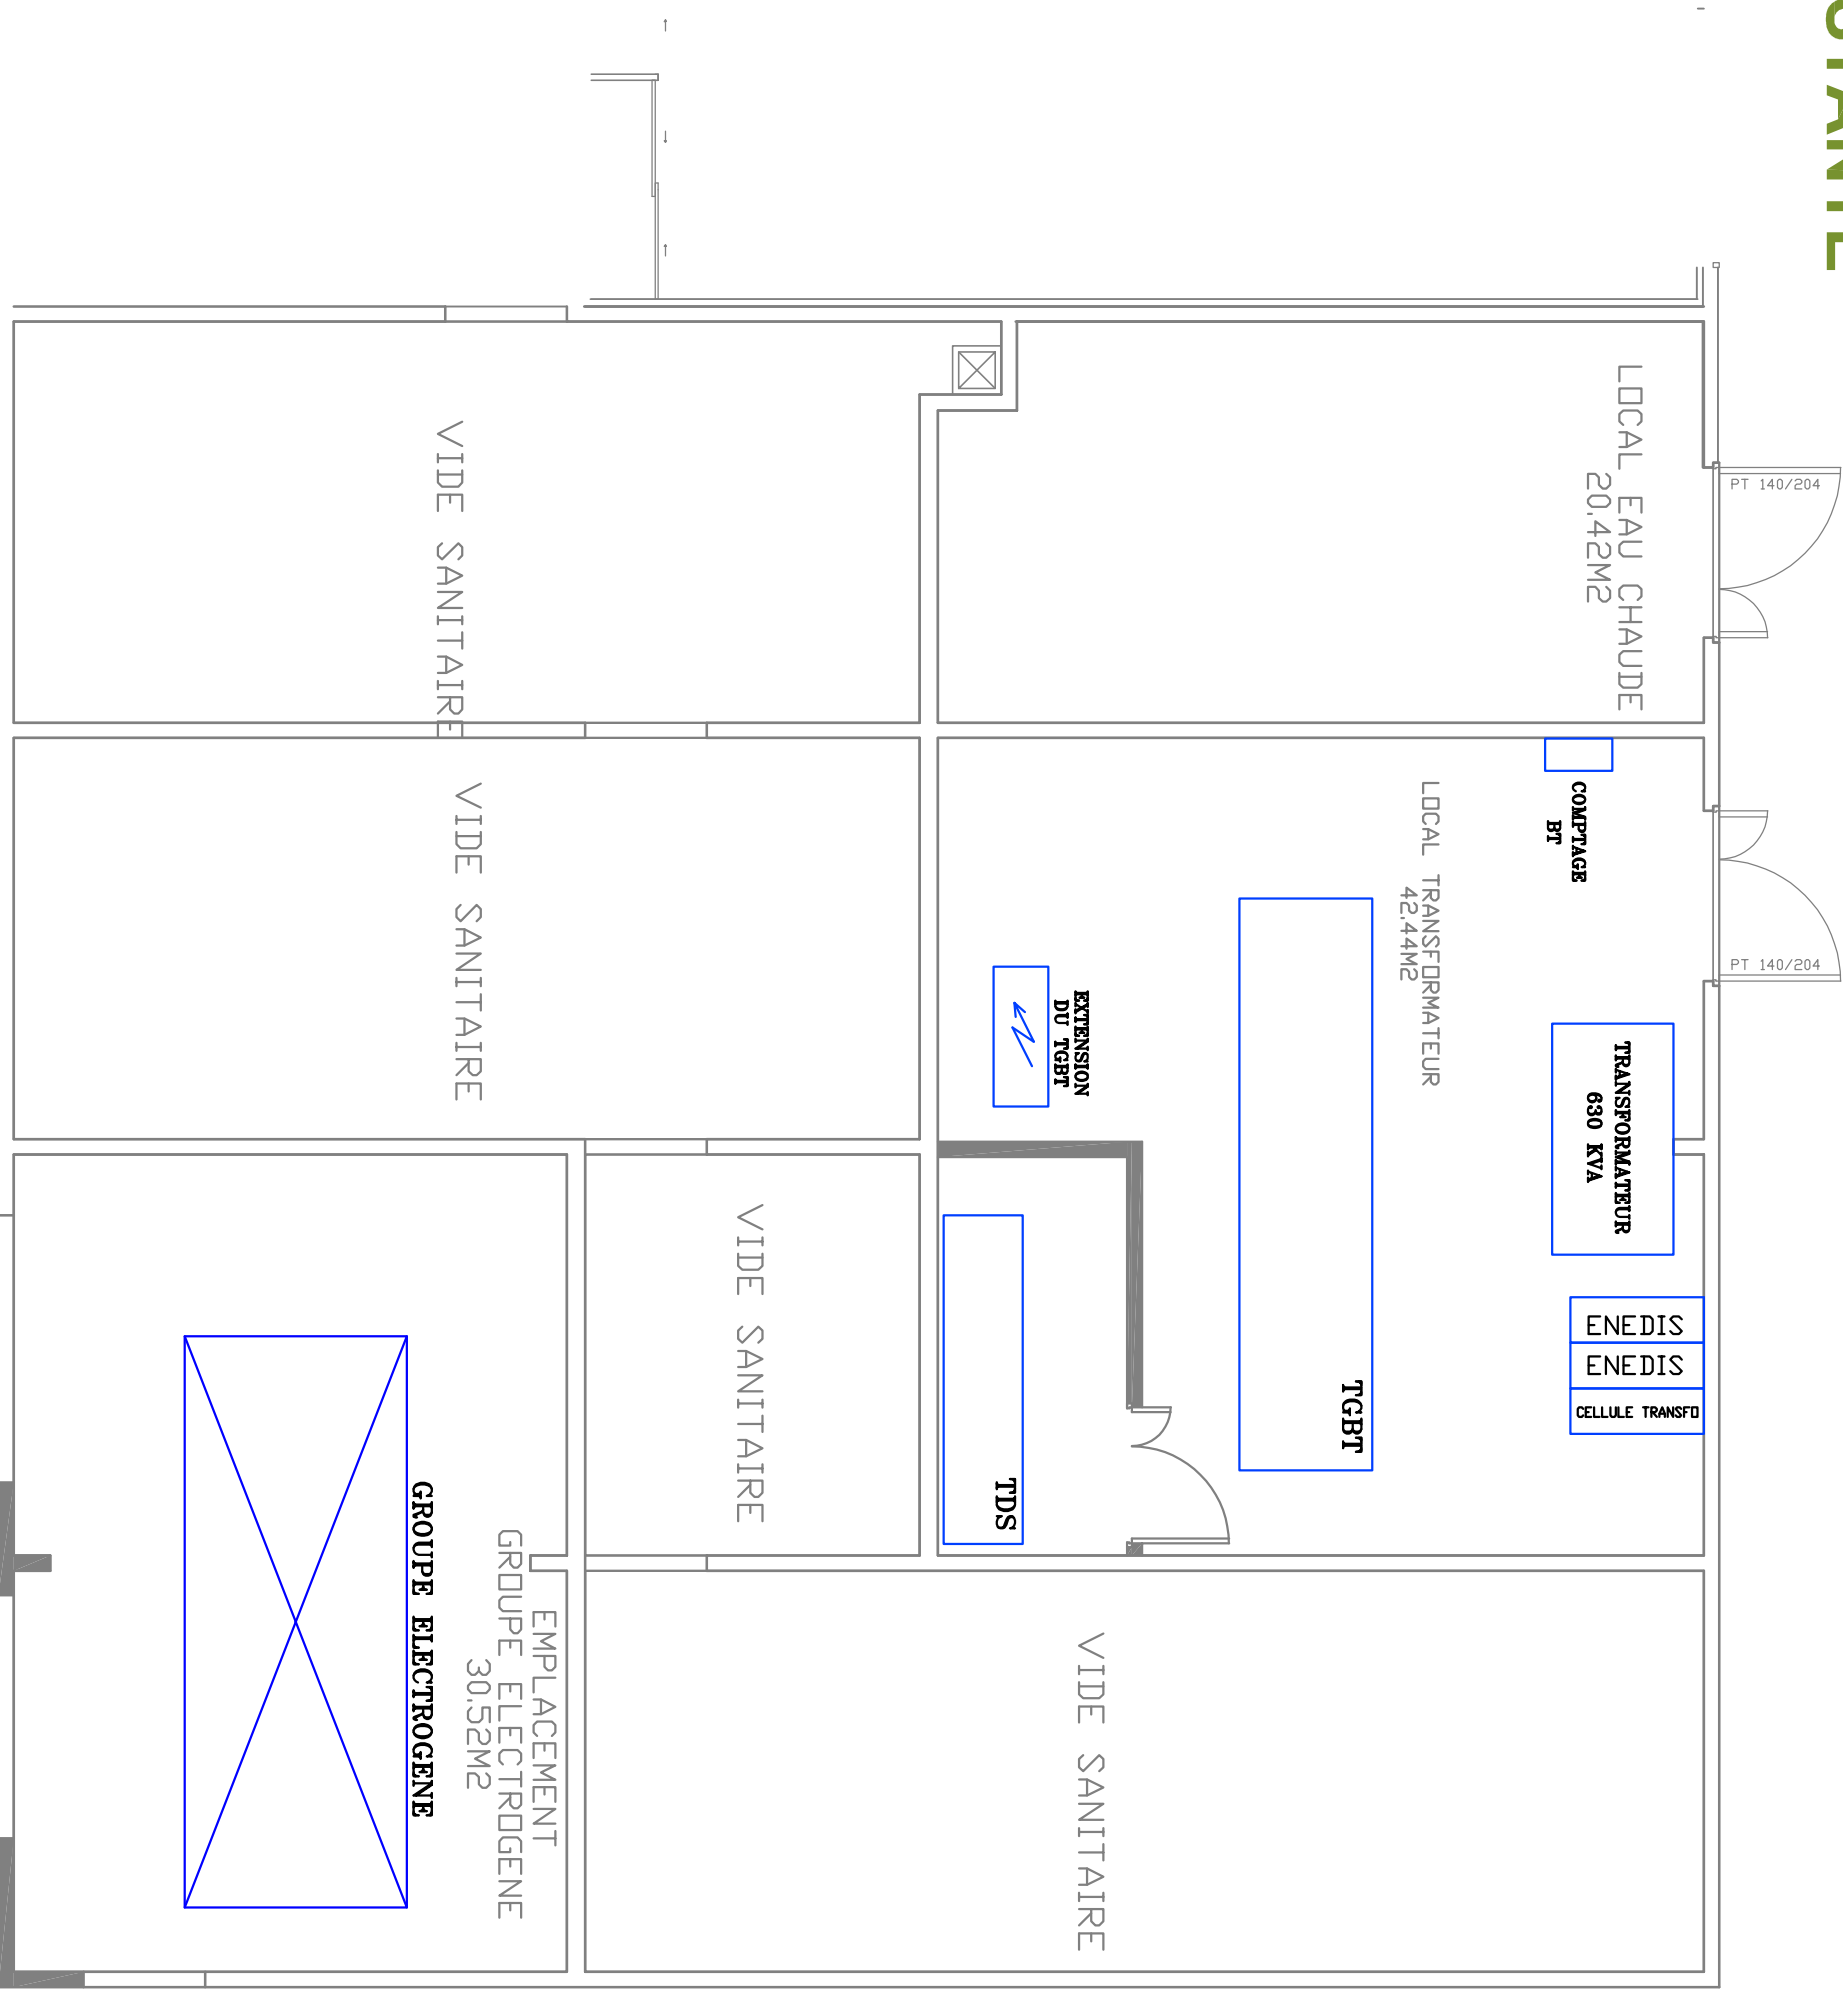 LOCAL EAU CHAUDE
20.42M2
PT 140/204
COMPTAGE
BT
LOCAL TRANSFORMATEUR
42.44M2
PT 140/204
TRANSFORMATEUR
630 KVA
ENEDIS
ENEDIS
CELLULE TRANSFO
EXTENSION
DU TGBT
TGBT
TDS
VIDE SANITAIRE
VIDE SANITAIRE
VIDE SANITAIRE
VIDE SANITAIRE
EMPLACEMENT
GROUPE ELECTROGENE
30.52M2
GROUPE ELECTROGENE